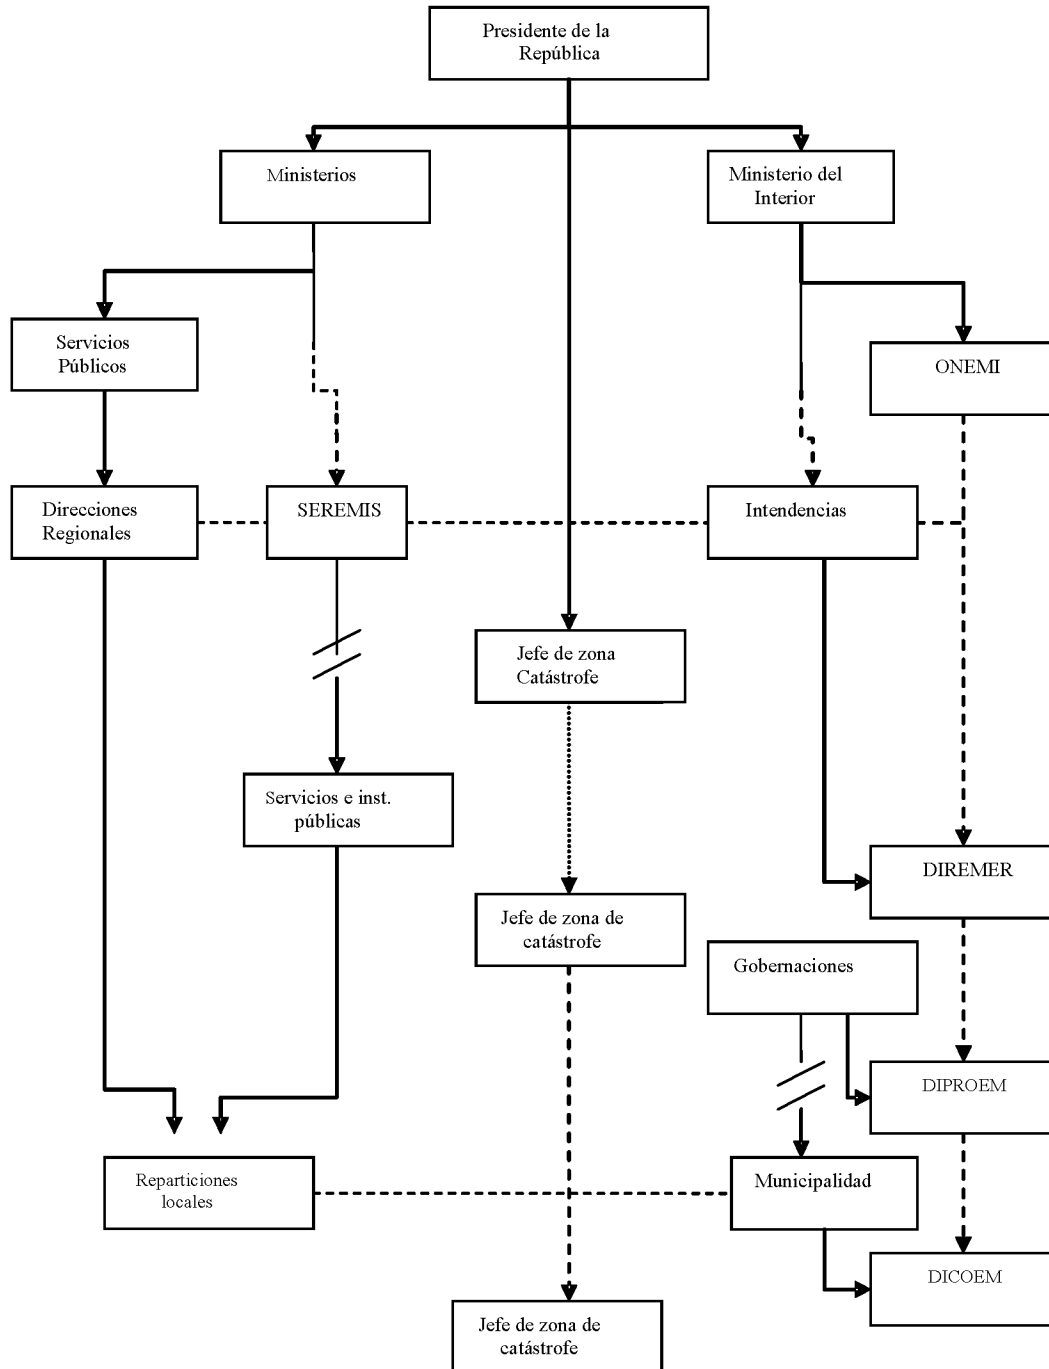 Presidente de la
República
Ministerios
Ministerio del
Interior
Servicios
Públicos
ONEMI
Direcciones
Regionales
SEREMIS
Intendencias
Jefe de zona
Catástrofe
Servicios e inst.
públicas
DIREMER
Jefe de zona de
catástrofe
Gobernaciones
DIPROEM
Reparticiones
locales
Municipalidad
DICOEM
Jefe de zona de
catástrofe